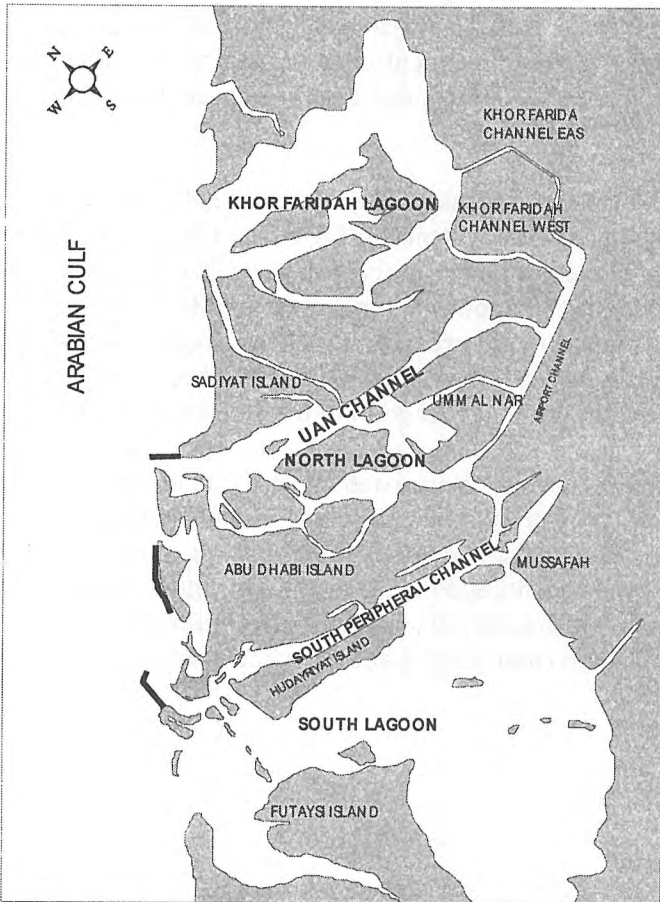 N
E
W
S
KHOR FARIDA
CHANNEL EAS
KHOR FARIDAH LAGOON
KHOR FARIDAH
CHANNEL WEST
ARABIAN CULF
SADIYAT ISLAND
UAN CHANNEL
UMM AL NAR
AIRPORT CHANNEL
NORTH LAGOON
ABU DHABI ISLAND
SOUTH PERIPHERAL CHANNEL
MUSSAFAH
HUDAYRIYAT ISLAND
SOUTH LAGOON
FUTAYSI ISLAND